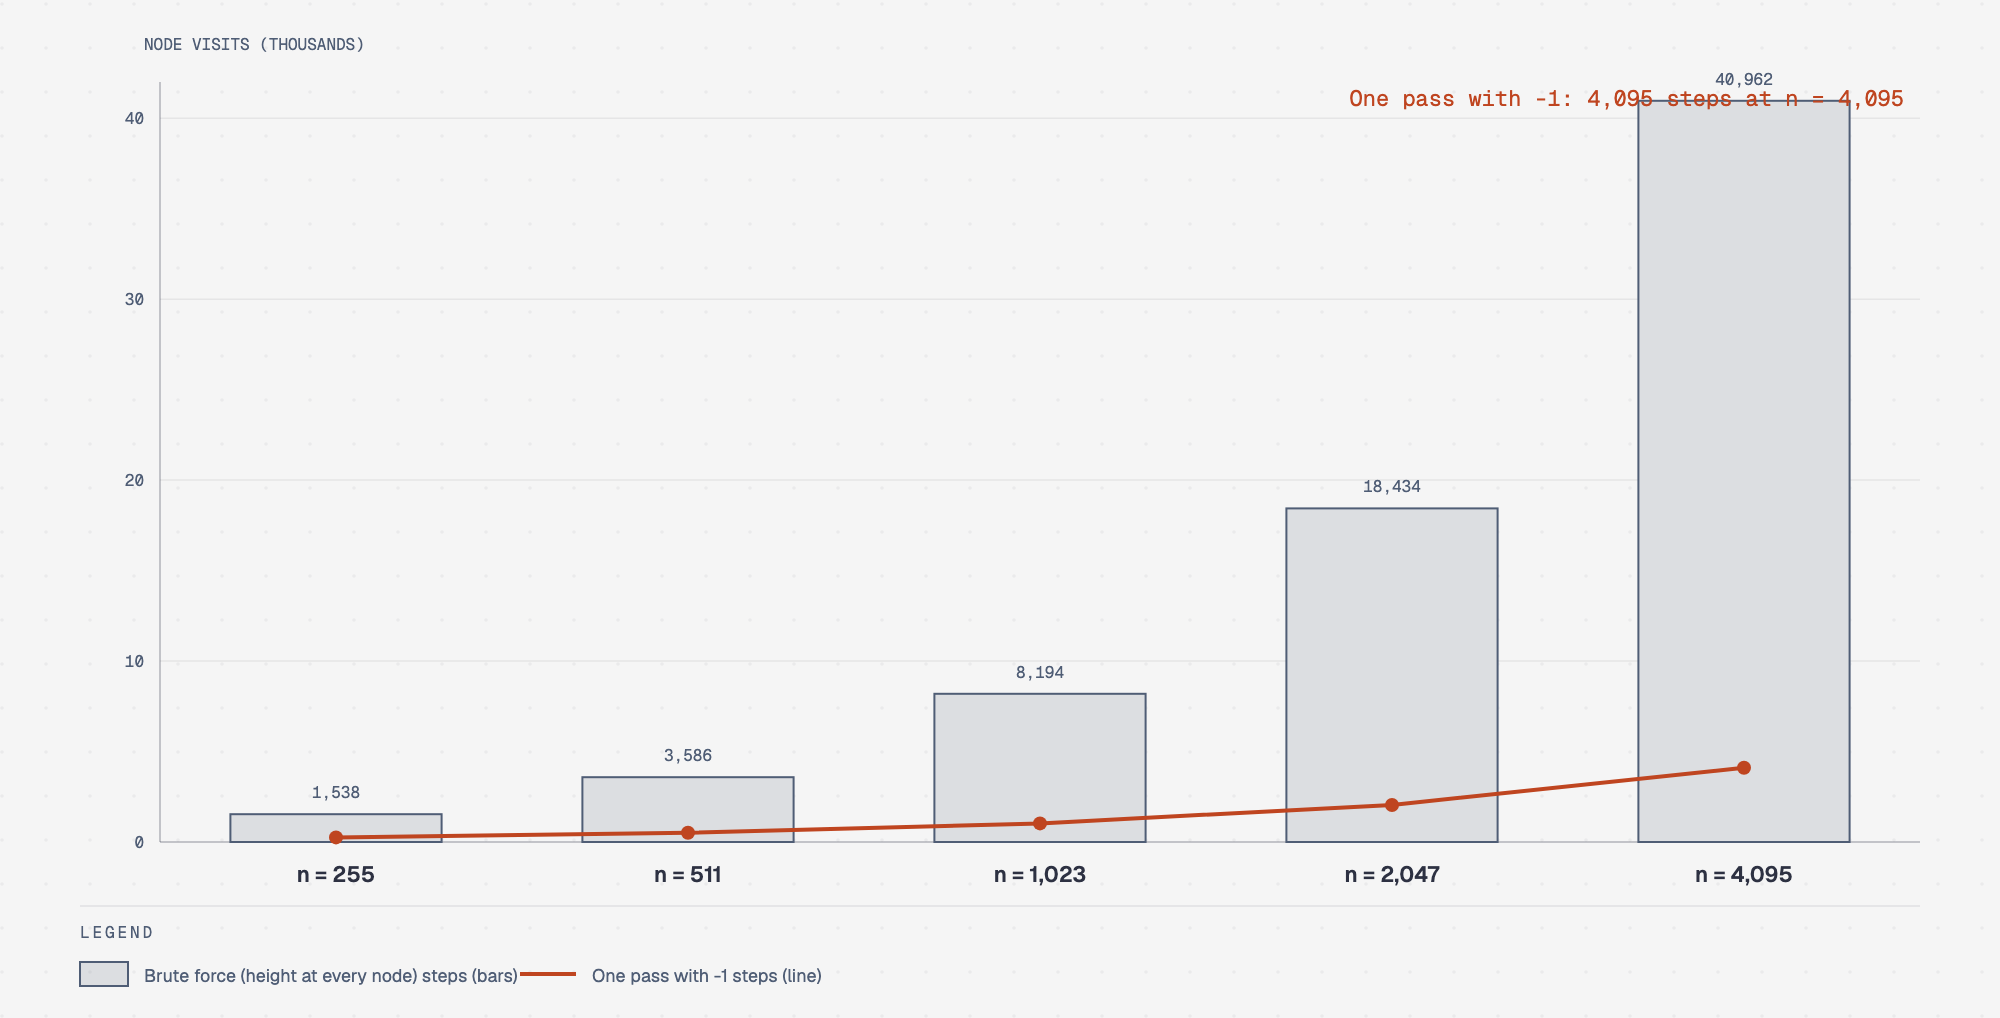 NODE VISITS (THOUSANDS)
40,962
One pass with -1: 4,095 steps at n = 4,095
40
30
20
18,434
10
8,194
3,586
1,538
0
n = 255
n = 511
n = 1,023
n = 2,047
n = 4,095
LEGEND
Brute force (height at every node) steps (bars)
One pass with -1 steps (line)